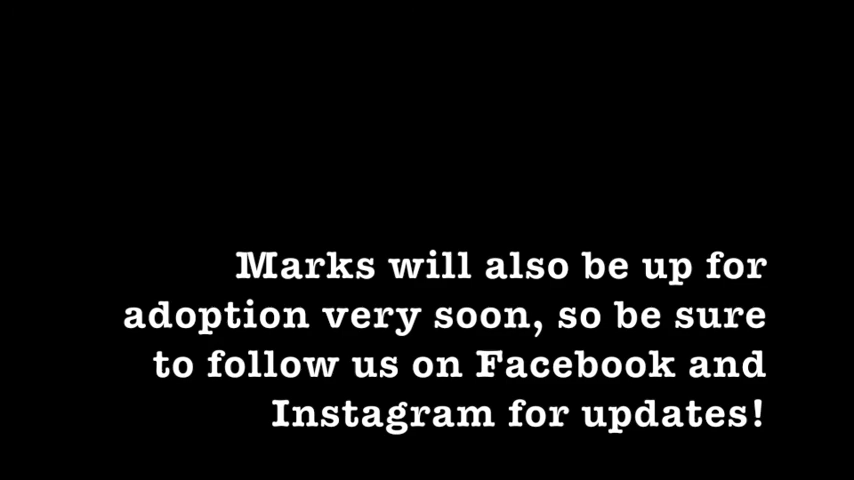 Marks will also be up for
adoption very soon, so be sure
to follow us on Facebook and
Instagram for updates!